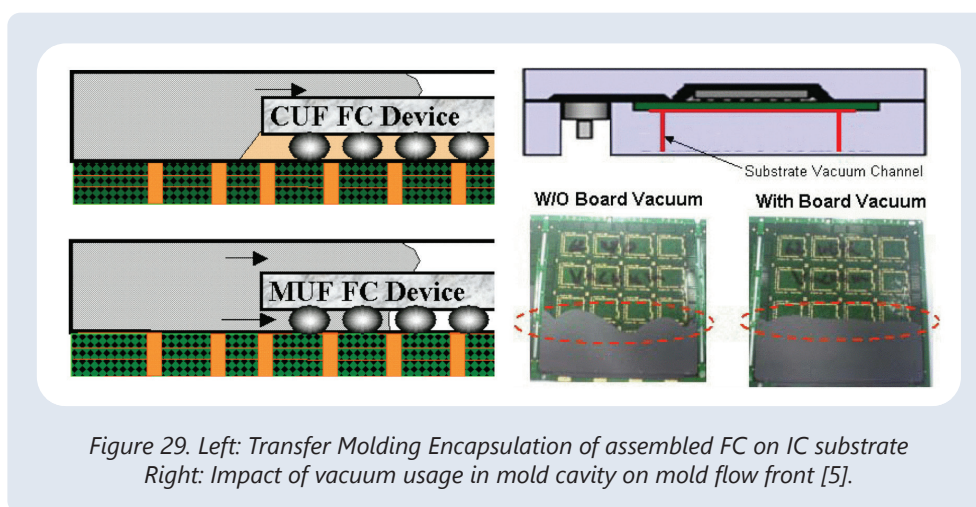 CUF FC Device
MUF FC Device
Substrate Vacuum Channel
W/O Board Vacuum
With Board Vacuum
Figure 29. Left: Transfer Molding Encapsulation of assembled FC on IC substrate
Right: Impact of vacuum usage in mold cavity on mold flow front [5].